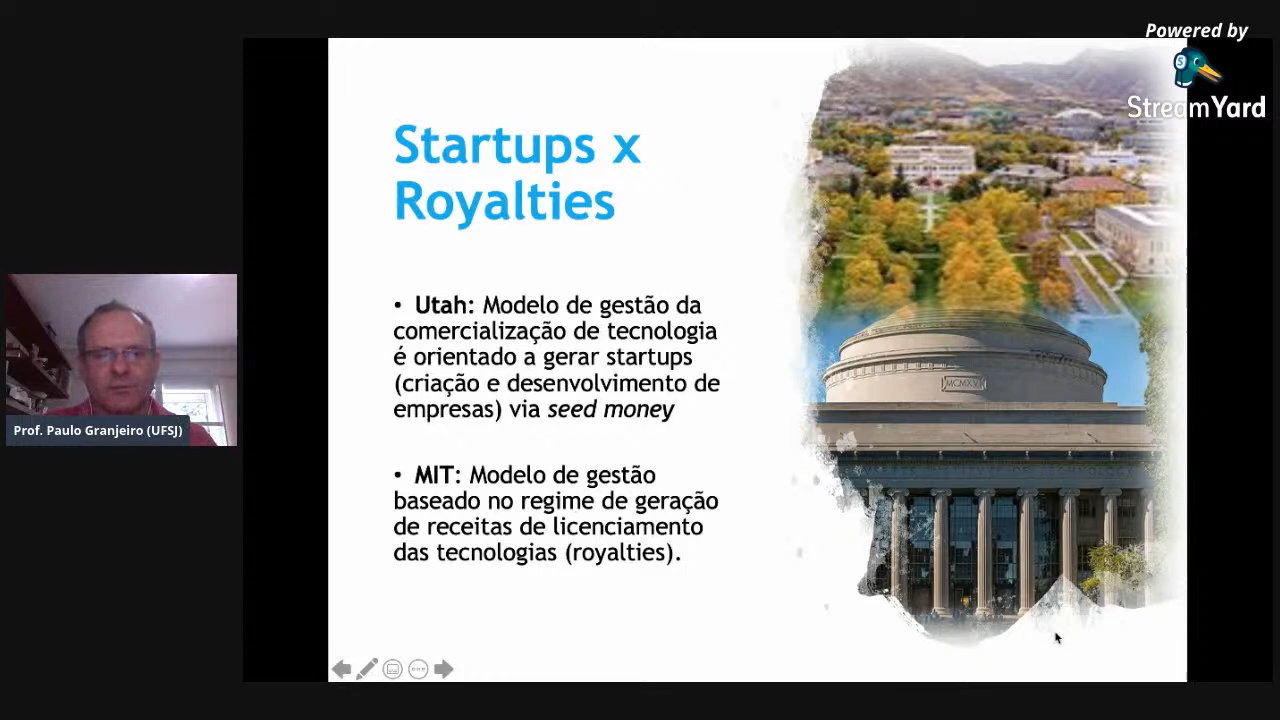 Powered by
StreamYard
Startups x
Royalties
• Utah: Modelo de gestão da
comercialização de tecnologia
é orientado a gerar startups
(criação e desenvolvimento de
empresas) via seed money
• MIT: Modelo de gestão
baseado no regime de geração
de receitas de licenciamento
das tecnologias (royalties).
Prof. Paulo Granjeiro (UFSJ)